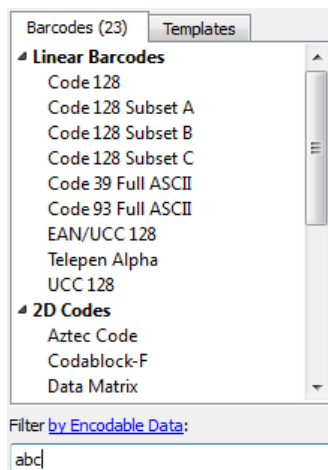 Barcodes (23) Templates
Linear Barcodes
Code 128
Code 128 Subset A
Code 128 Subset B
Code 128 Subset C
Code 39 Full ASCII
Code 93 Full ASCII
EAN/UCC 128
Telepen Alpha
UCC 128
2D Codes
Aztec Code
Codablock-F
Data Matrix
Filter by Encodable Data:
abc